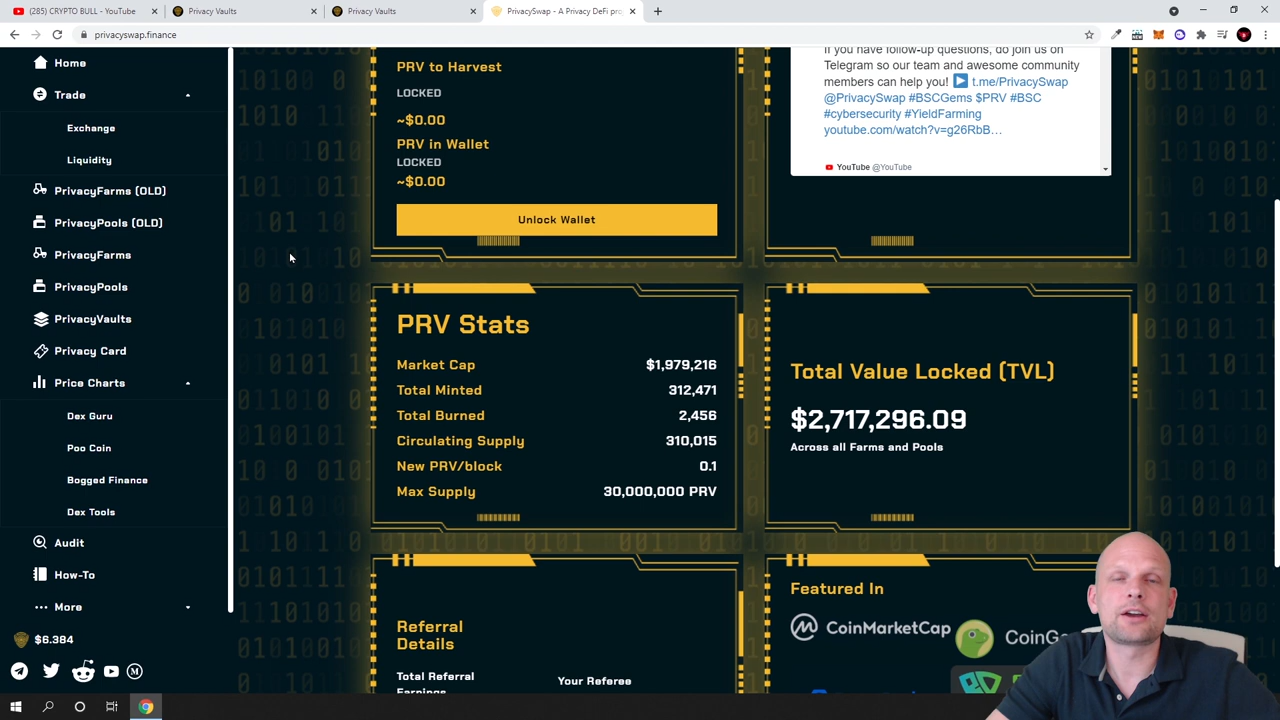 (285) CRYPTO BULL - YouTube
Privacy Vaults
Privacy Vaults
PrivacySwap - A Privacy DeFi pro
privacyswap.finance
Home
Trade
Exchange
Liquidity
PrivacyFarms (OLD)
PrivacyPools (OLD)
PrivacyFarms
PrivacyPools
PrivacyVaults
Privacy Card
Price Charts
Dex Guru
Poo Coin
Bogged Finance
Dex Tools
Audit
How-To
More
$6.384
PRV to Harvest
LOCKED
~$0.00
PRV in Wallet
LOCKED
~$0.00
Unlock Wallet
If you have follow-up questions, do join us on
Telegram so our team and awesome community
members can help you! t.me/PrivacySwap
@PrivacySwap #BSCGems $PRV #BSC
#cybersecurity #YieldFarming
youtube.com/watch?v=g26RbB…
YouTube @YouTube
PRV Stats
Market Cap $1,979,216
Total Minted 312,471
Total Burned 2,456
Circulating Supply 310,015
New PRV/block 0.1
Max Supply 30,000,000 PRV
Total Value Locked (TVL)
$2,717,296.09
Across all Farms and Pools
Referral
Details
Total Referral
Earnings
Your Referee
Featured In
CoinMarketCap
CoinG